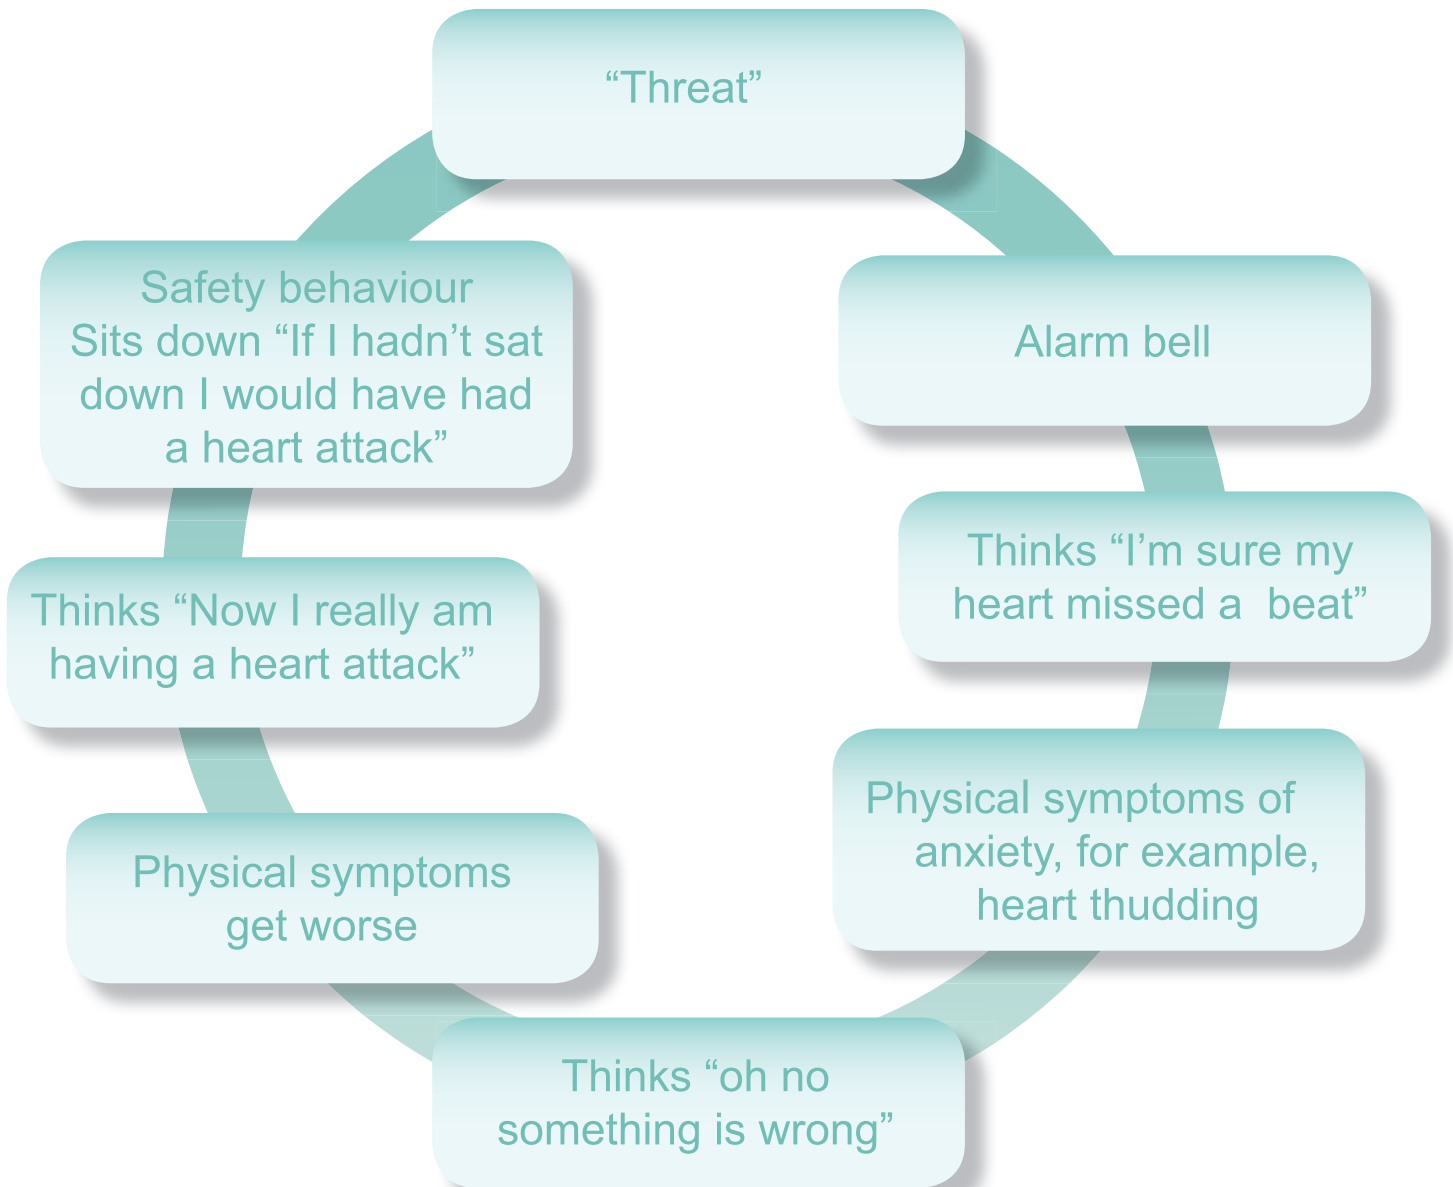 “Threat”
Alarm bell
Thinks “I’m sure my
heart missed a  beat”
Physical symptoms of
anxiety, for example,
heart thudding
Thinks “oh no
something is wrong”
Physical symptoms
get worse
Thinks “Now I really am
having a heart attack”
Safety behaviour
Sits down “If I hadn’t sat
down I would have had
a heart attack”